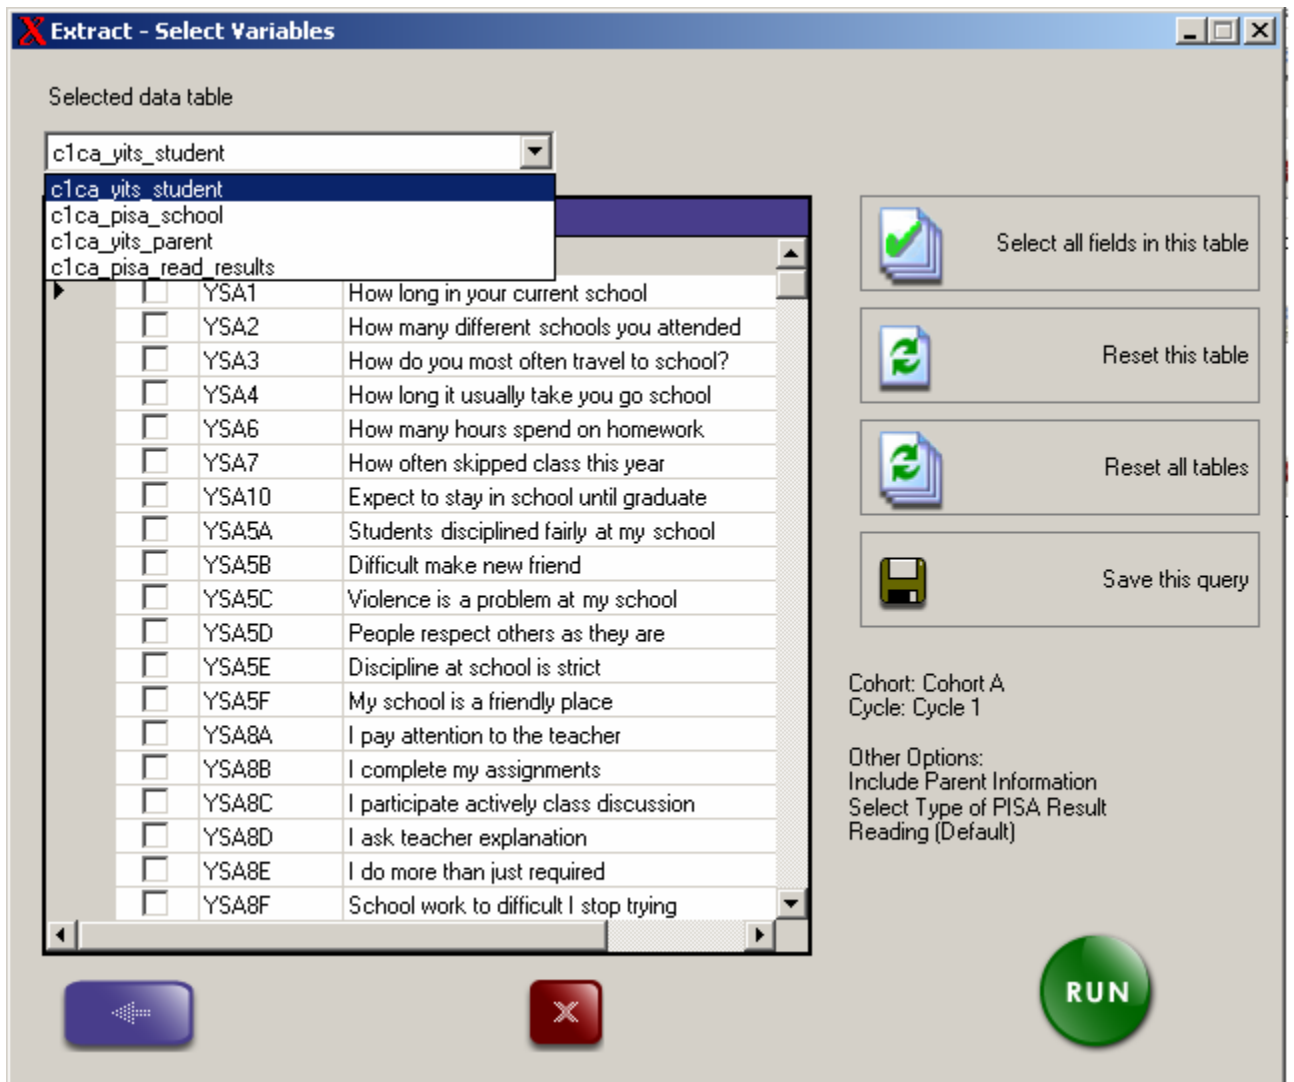 Extract - Select Variables
Selected data table
c1ca_yits_student
c1ca_yits_student
c1ca_pisa_school
c1ca_yits_parent
c1ca_pisa_read_results
YSA1 How long in your current school
YSA2 How many different schools you attended
YSA3 How do you most often travel to school?
YSA4 How long it usually take you go school
YSA6 How many hours spend on homework
YSA7 How often skipped class this year
YSA10 Expect to stay in school until graduate
YSA5A Students disciplined fairly at my school
YSA5B Difficult make new friend
YSA5C Violence is a problem at my school
YSA5D People respect others as they are
YSA5E Discipline at school is strict
YSA5F My school is a friendly place
YSA8A I pay attention to the teacher
YSA8B I complete my assignments
YSA8C I participate actively class discussion
YSA8D I ask teacher explanation
YSA8E I do more than just required
YSA8F School work to difficult I stop trying
Select all fields in this table
Reset this table
Reset all tables
Save this query
Cohort: Cohort A
Cycle: Cycle 1
Other Options:
Include Parent Information
Select Type of PISA Result
Reading (Default)
RUN